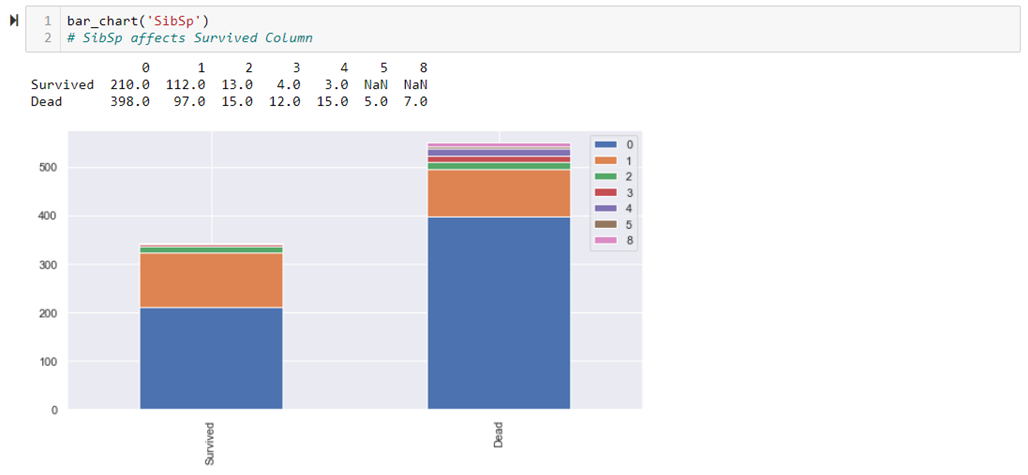 1 bar_chart('SibSp')
2 # SibSp affects Survived Column
0 1 2 3 4 5 8
Survived 210.0 112.0 13.0 4.0 3.0 NaN NaN
Dead 398.0 97.0 15.0 12.0 15.0 5.0 7.0
500
400
300
200
100
0
0
1
2
3
4
5
8
Survived
Dead